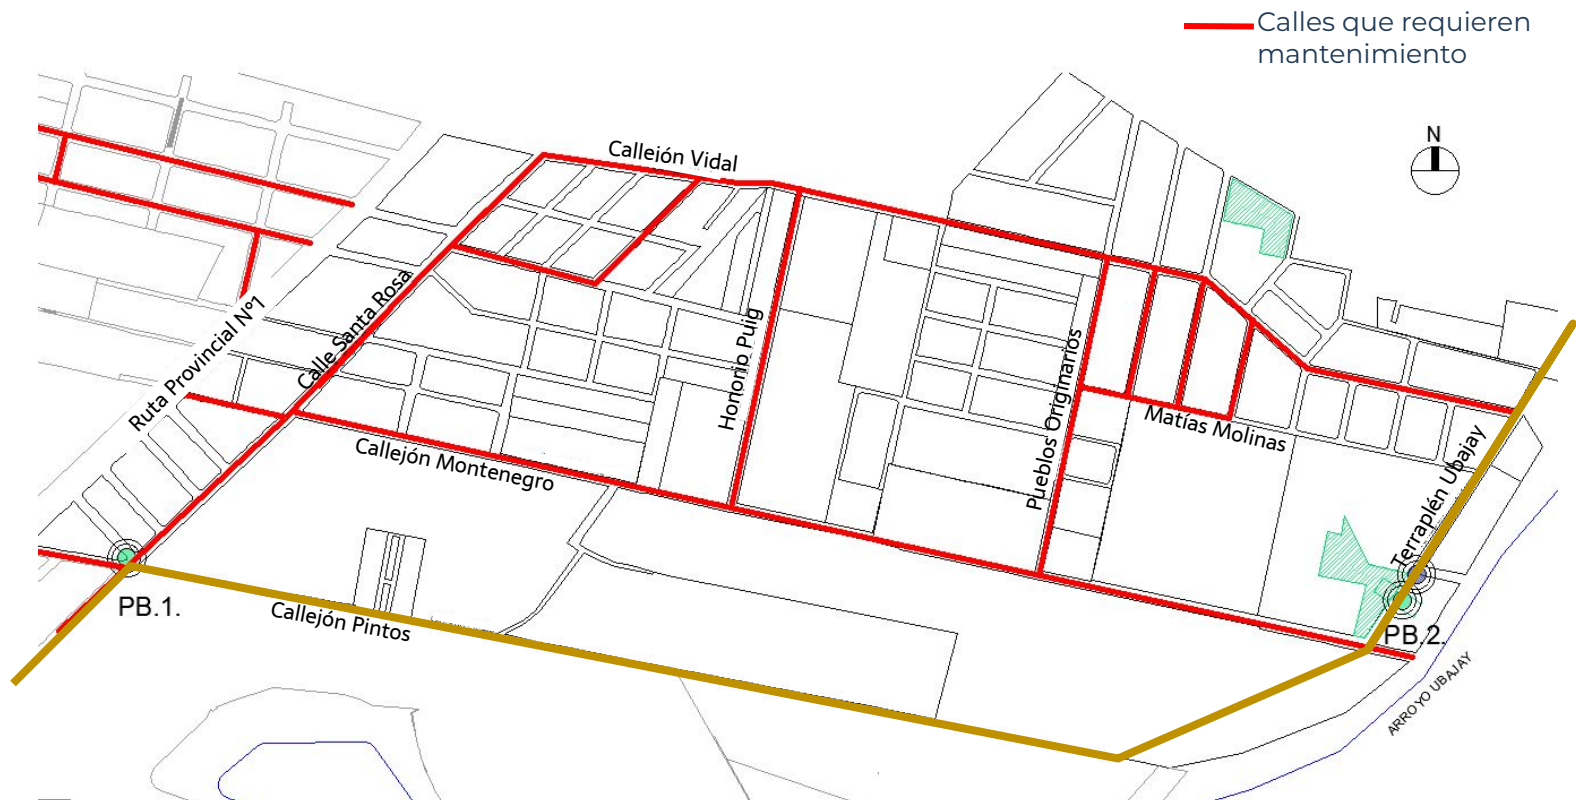 Calles que requieren
mantenimiento
N
Callejón Vidal
Ruta Provincial N°1
Calle Santa Rosa
Honorio Puig
Pueblos Originarios
Matías Molinas
Callejón Montenegro
Terraplén Ubajay
PB.1.
Callejón Pintos
PB.2.
ARROYO UBAJAY